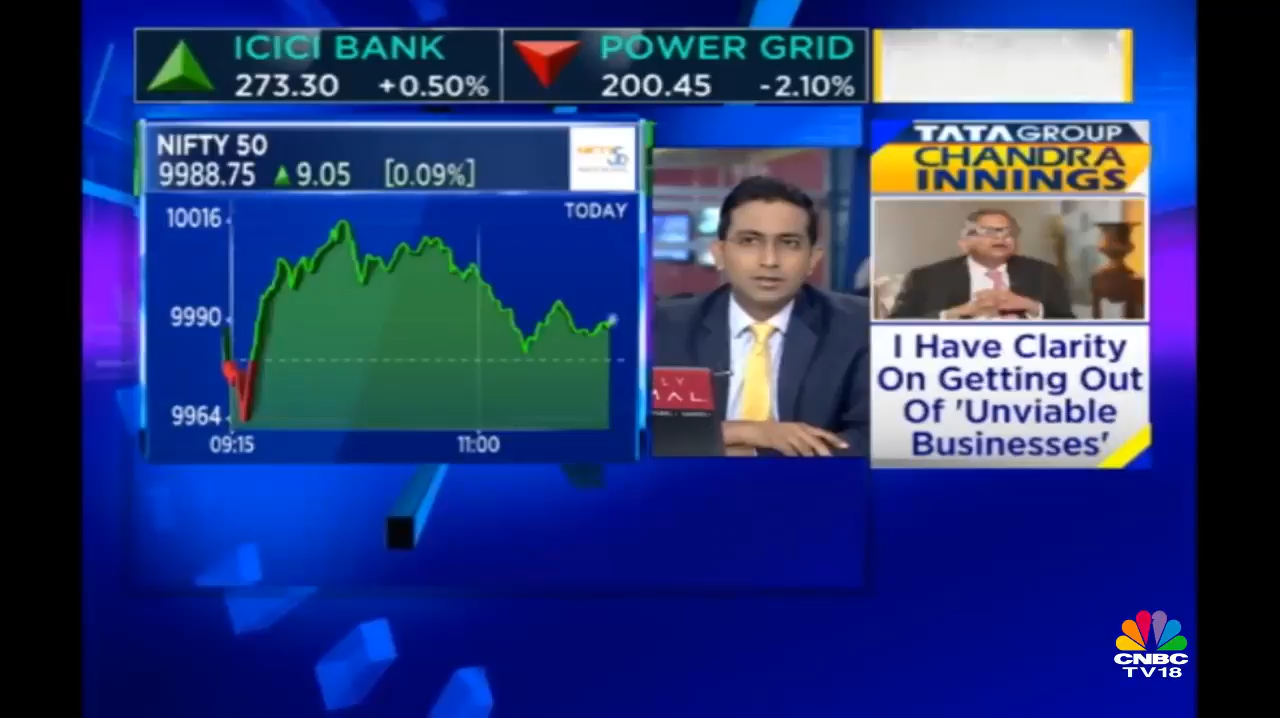 ICICI BANK
273.30 +0.50%
POWER GRID
200.45 -2.10%
NIFTY 50
9988.75 9.05 [0.09%]
TODAY
10016
9990
9964
09:15 11:00
TATA GROUP
CHANDRA
INNINGS
I Have Clarity
On Getting Out
Of 'Unviable
Businesses'
CNBC
TV18